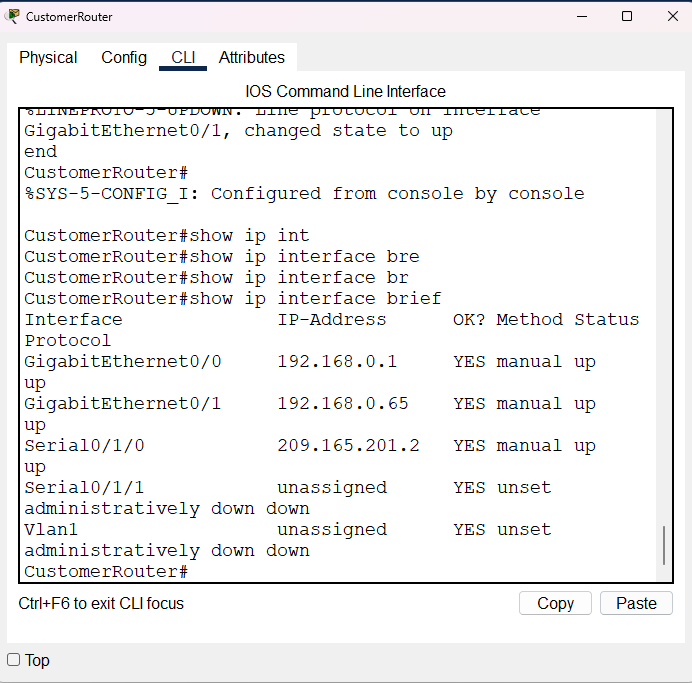 CustomerRouter
Physical Config CLI Attributes
IOS Command Line Interface
%LINEPROTO-5-UPDOWN: Line protocol on Interface
GigabitEthernet0/1, changed state to up
end
CustomerRouter#
%SYS-5-CONFIG_I: Configured from console by console
CustomerRouter#show ip int
CustomerRouter#show ip interface bre
CustomerRouter#show ip interface br
CustomerRouter#show ip interface brief
Interface IP-Address OK? Method Status
Protocol
GigabitEthernet0/0 192.168.0.1 YES manual up
up
GigabitEthernet0/1 192.168.0.65 YES manual up
up
Serial0/1/0 209.165.201.2 YES manual up
up
Serial0/1/1 unassigned YES unset
administratively down down
Vlan1 unassigned YES unset
administratively down down
CustomerRouter#
Ctrl+F6 to exit CLI focus
Copy Paste
Top